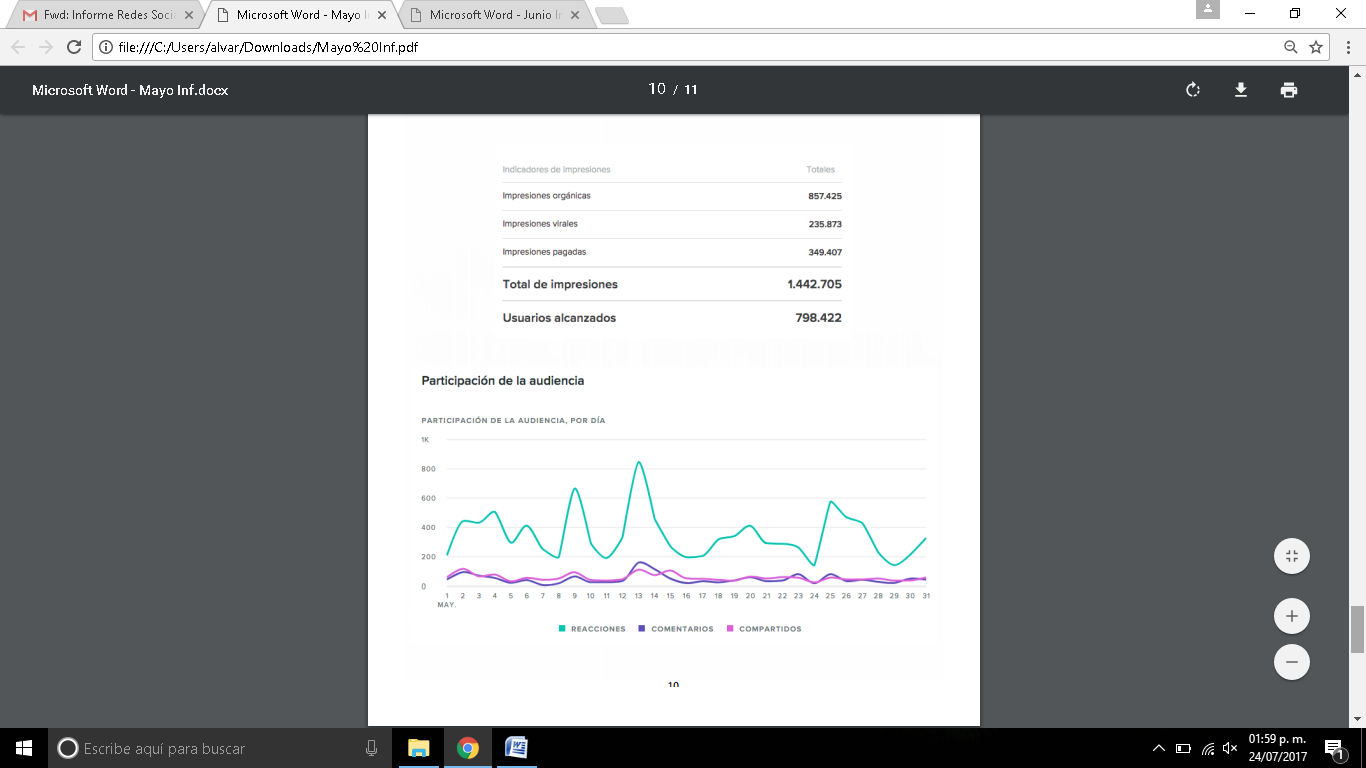 Fwd: Informe Redes Soci
Microsoft Word - Mayo I
Microsoft Word - Junio I
file:///C:/Users/alvar/Downloads/Mayo%20Inf.pdf
Microsoft Word - Mayo Inf.docx
10 / 11
Indicadores de impresiones Totales
Impresiones orgánicas 857.425
Impresiones virales 235.873
Impresiones pagadas 349.407
Total de impresiones 1.442.705
Usuarios alcanzados 798.422
Participación de la audiencia
PARTICIPACIÓN DE LA AUDIENCIA, POR DÍA
1K
800
600
400
200
0
1 2 3 4 5 6 7 8 9 10 11 12 13 14 15 16 17 18 19 20 21 22 23 24 25 26 27 28 29 30 31
MAY.
REACCIONES COMENTARIOS COMPARTIDOS
10
Escribe aquí para buscar
01:59 p. m.
24/07/2017
1